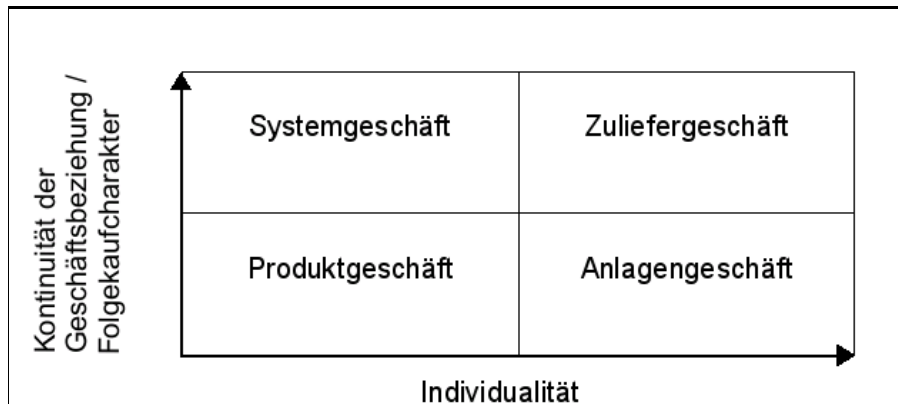 Kontinuität der
Geschäftsbeziehung /
Folgekaufcharakter
Systemgeschäft
Zuliefergeschäft
Produktgeschäft
Anlagengeschäft
Individualität